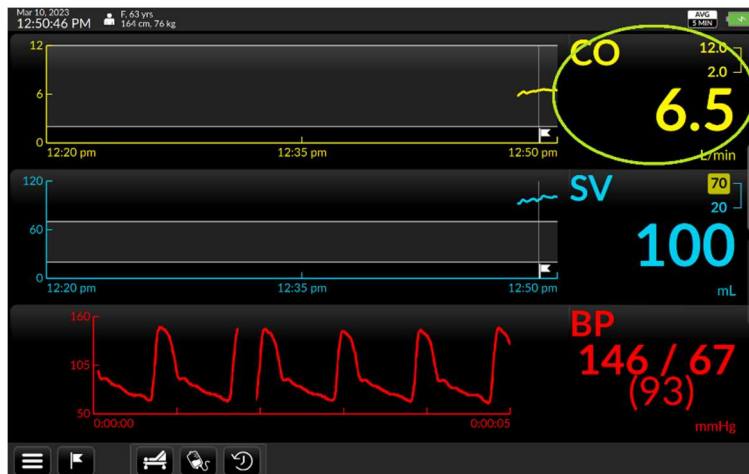 Mar 10, 2023
12:50:46 PM
F, 63 yrs
164 cm, 76 kg
AVG
5 MIN
12
6
0
12:20 pm
12:35 pm
12:50 pm
CO
12.0
2.0
6.5
L/min
120
60
0
12:20 pm
12:35 pm
12:50 pm
SV
70
20
100
mL
160
105
50
0:00:00
0:00:05
BP
146 / 67
(93)
mmHg